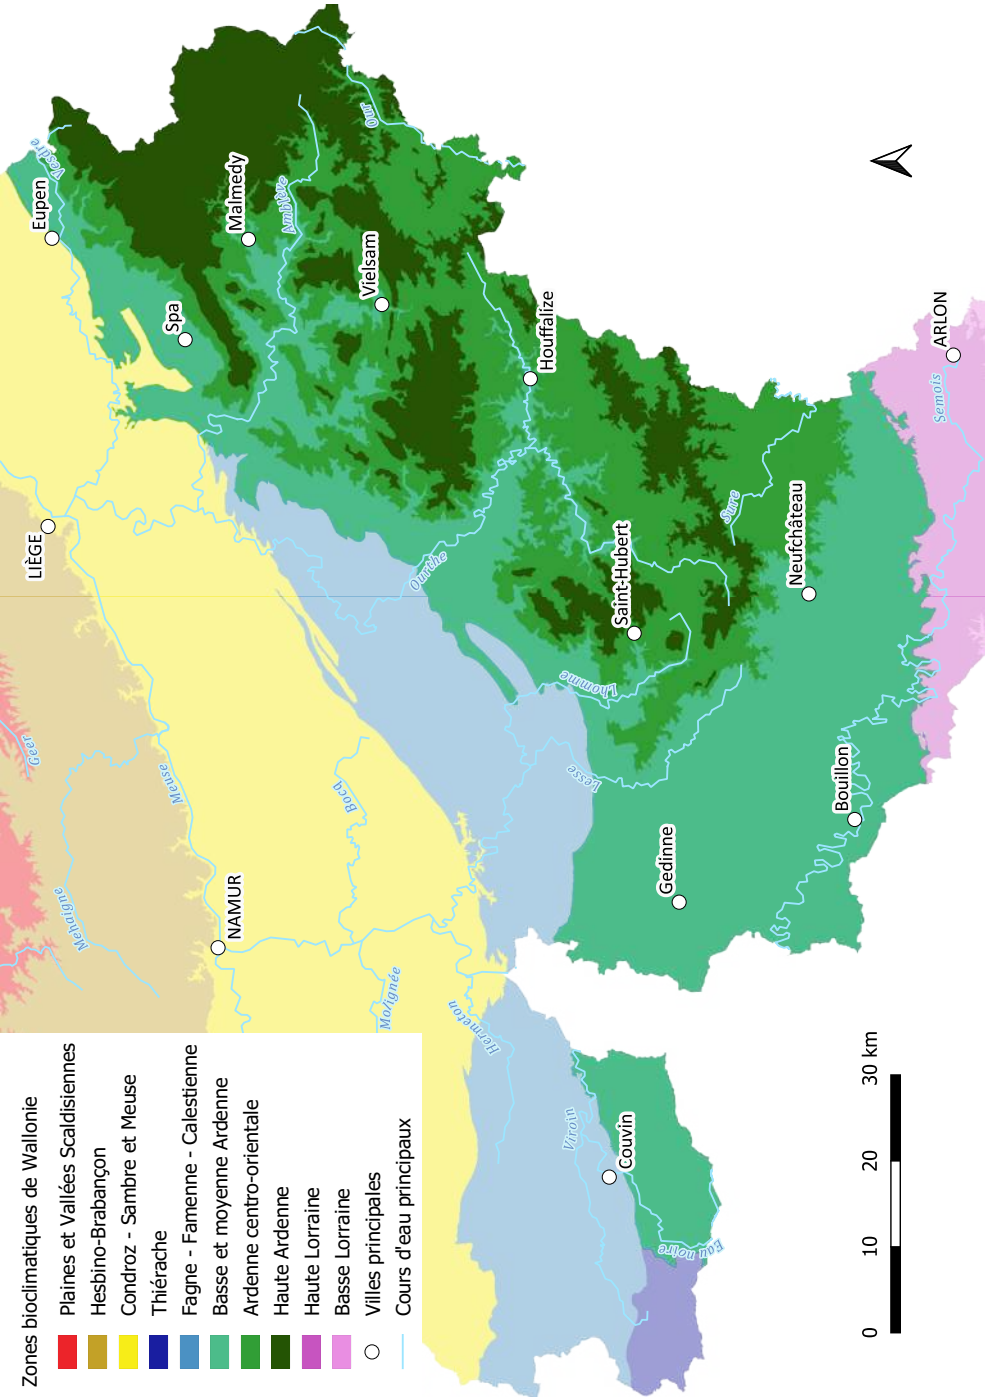 Zones bioclimatiques de Wallonie
Plaines et Vallées Scaldisiennes
Hesbino-Brabançon
Condroz - Sambre et Meuse
Thiérache
Fagne - Famenne - Calestienne
Basse et moyenne Ardenne
Ardenne centro-orientale
Haute Ardenne
Haute Lorraine
Basse Lorraine
Villes principales
Cours d'eau principaux
Vesdre
Eupen
Our
Malmedy
Amblève
Vielsam
Spa
Houffalize
ARLON
Semois
LIÈGE
Ourthe
Sure
Neufchâteau
Saint-Hubert
Lhomme
Geer
Meuse
Bocq
Lesse
Bouillon
Gedinne
Mehaigne
NAMUR
Molignée
Hermeton
Viroin
Couvin
Eau noire
0
10
20
30 km